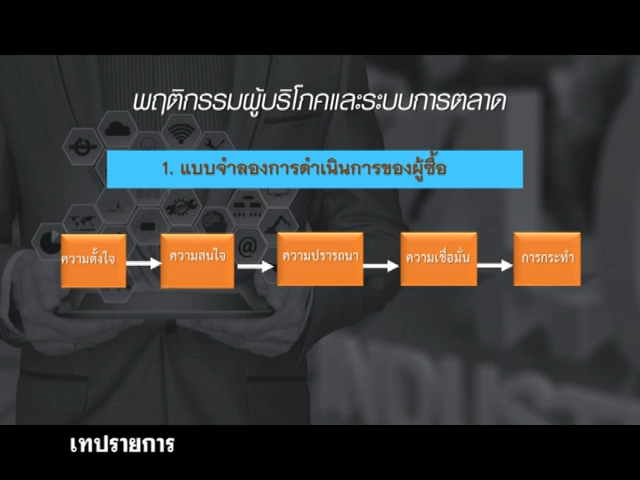 พฤติกรรมผู้บริโภคและระบบการตลาด
1. แบบจำลองการดำเนินการของผู้ซื้อ
ความตั้งใจ
ความสนใจ
ความปรารถนา
ความเชื่อมั่น
การกระทำ
INDUST
เทปรายการ